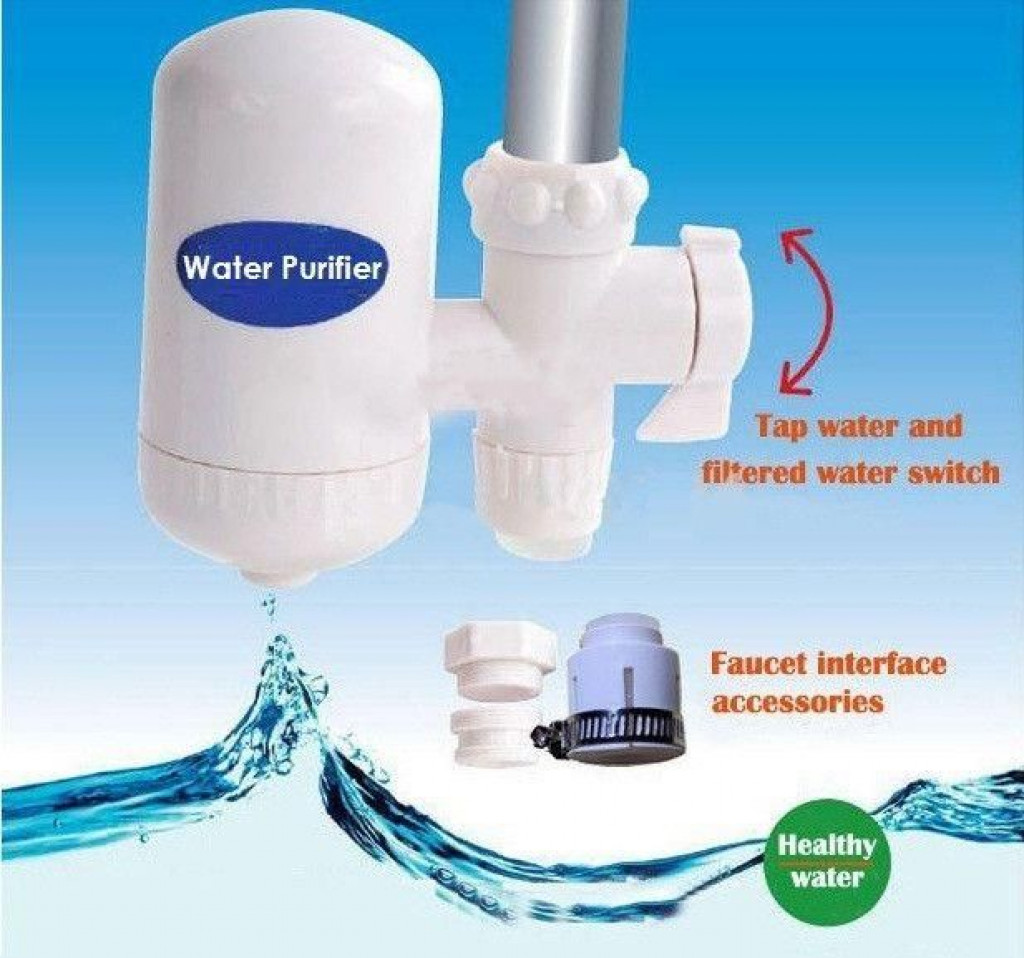 Water Purifier
Tap water and
filtered water switch
Faucet interface
accessories
Healthy
water